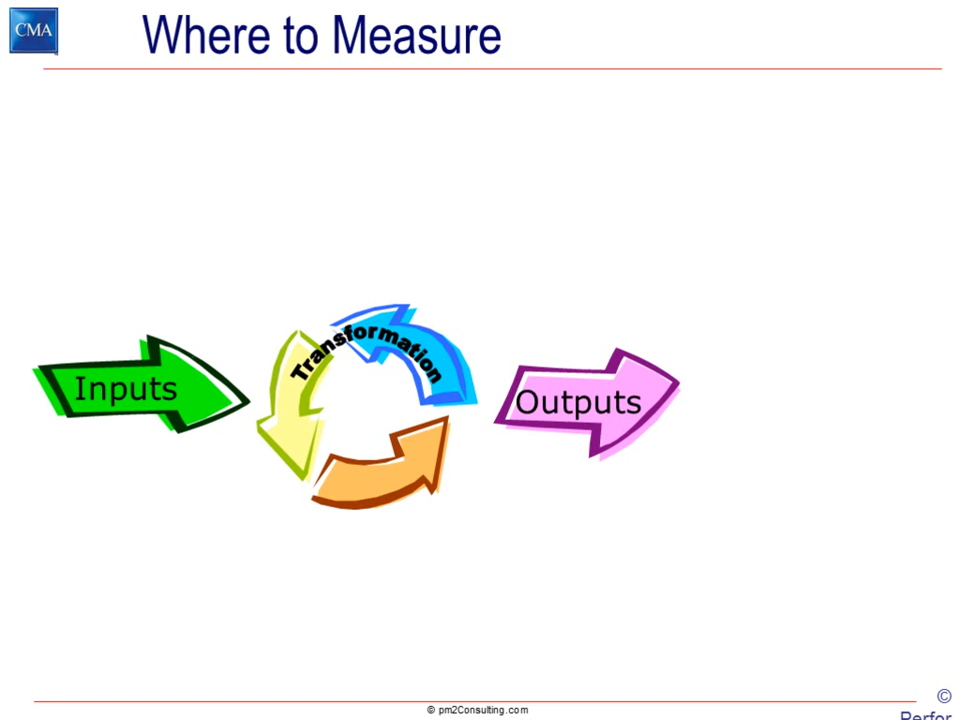 CMA
Where to Measure
Inputs
Transformation
Outputs
© pm2Consulting.com
©
Perfor